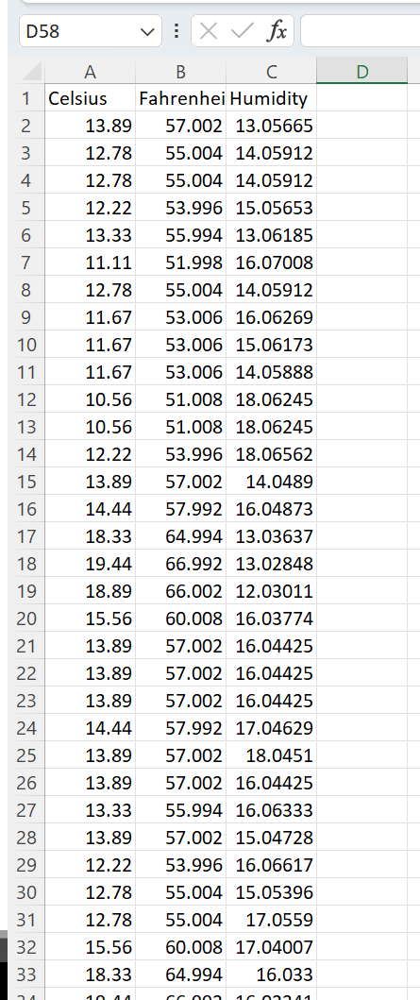 D58 fx
A B C D
1 Celsius Fahrenhei Humidity
2 13.89 57.002 13.05665
3 12.78 55.004 14.05912
4 12.78 55.004 14.05912
5 12.22 53.996 15.05653
6 13.33 55.994 13.06185
7 11.11 51.998 16.07008
8 12.78 55.004 14.05912
9 11.67 53.006 16.06269
10 11.67 53.006 15.06173
11 11.67 53.006 14.05888
12 10.56 51.008 18.06245
13 10.56 51.008 18.06245
14 12.22 53.996 18.06562
15 13.89 57.002 14.0489
16 14.44 57.992 16.04873
17 18.33 64.994 13.03637
18 19.44 66.992 13.02848
19 18.89 66.002 12.03011
20 15.56 60.008 16.03774
21 13.89 57.002 16.04425
22 13.89 57.002 16.04425
23 13.89 57.002 16.04425
24 14.44 57.992 17.04629
25 13.89 57.002 18.0451
26 13.89 57.002 16.04425
27 13.33 55.994 16.06333
28 13.89 57.002 15.04728
29 12.22 53.996 16.06617
30 12.78 55.004 15.05396
31 12.78 55.004 17.0559
32 15.56 60.008 17.04007
33 18.33 64.994 16.033